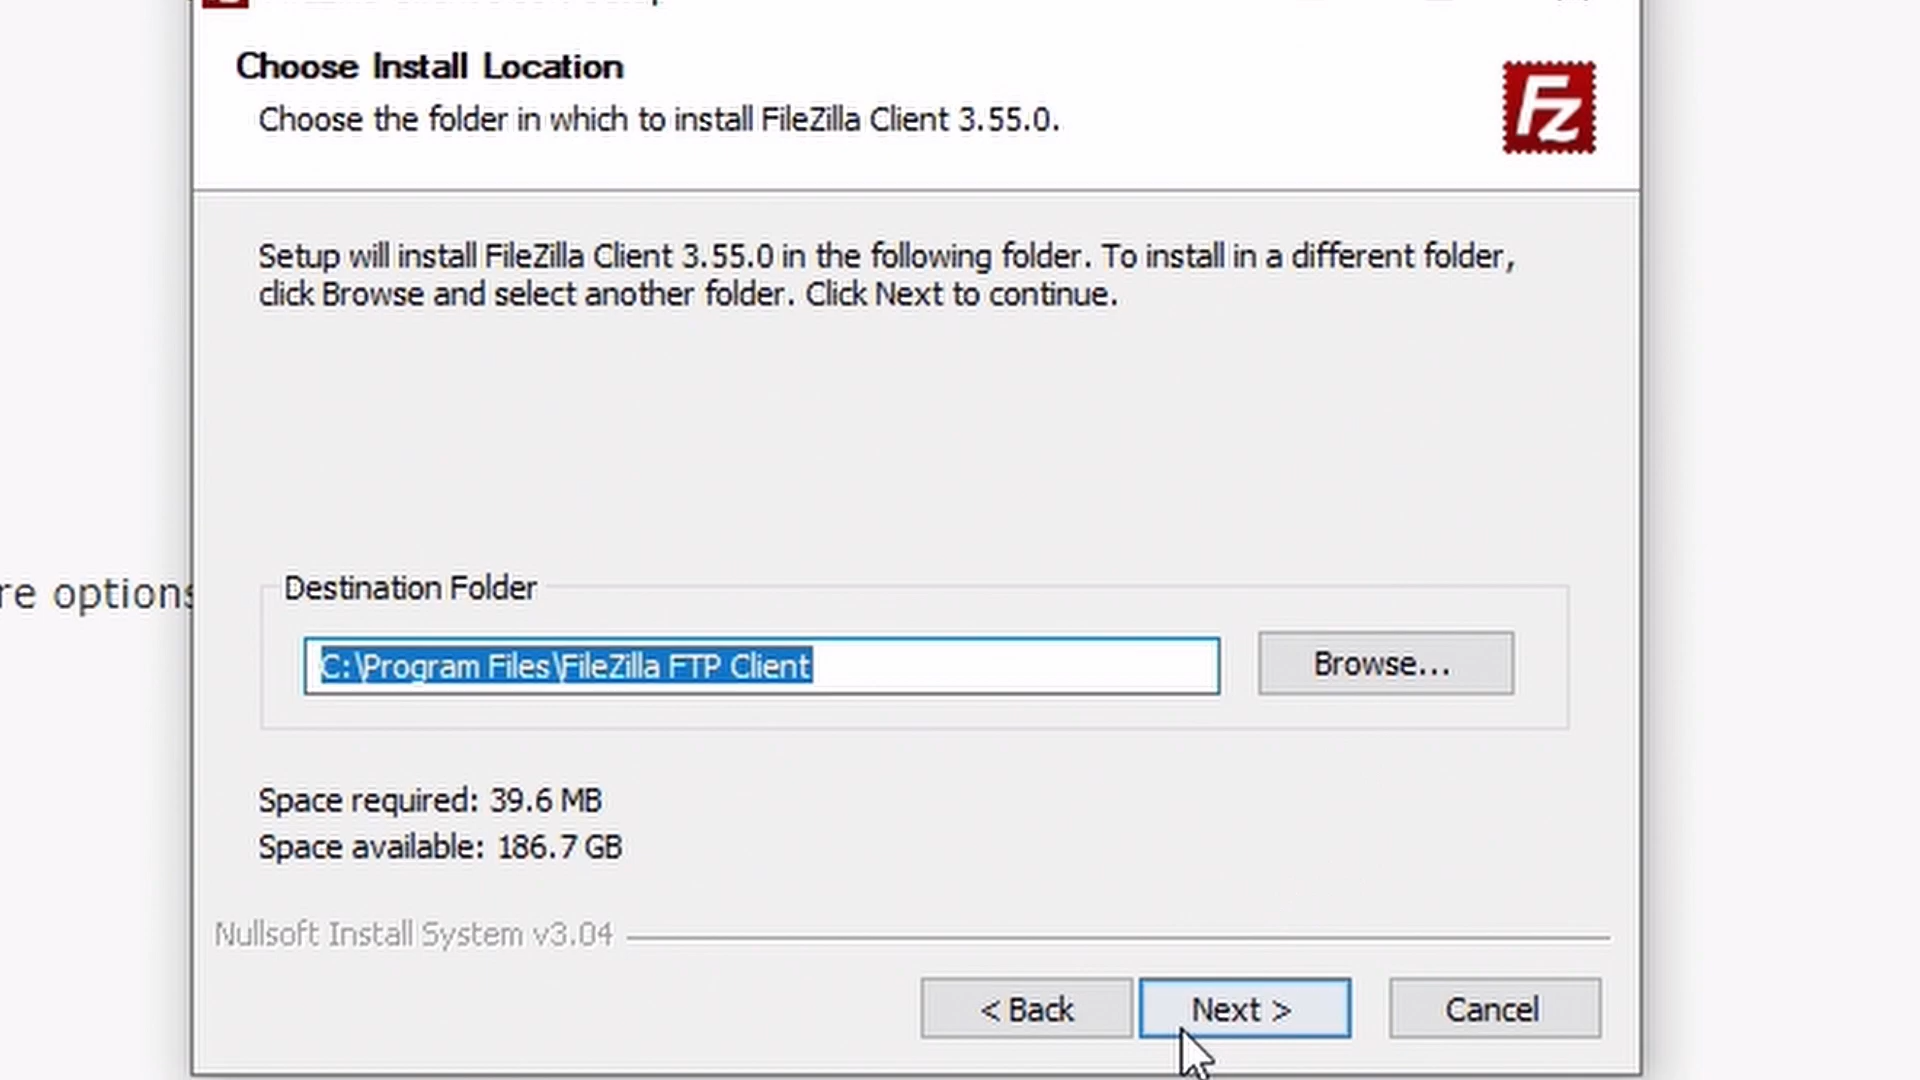 Choose Install Location
Choose the folder in which to install FileZilla Client 3.55.0.
Fz
Setup will install FileZilla Client 3.55.0 in the following folder. To install in a different folder,
click Browse and select another folder. Click Next to continue.
re options
Destination Folder
C:\Program Files\FileZilla FTP Client
Browse...
Space required: 39.6 MB
Space available: 186.7 GB
Nullsoft Install System v3.04
< Back
Next >
Cancel